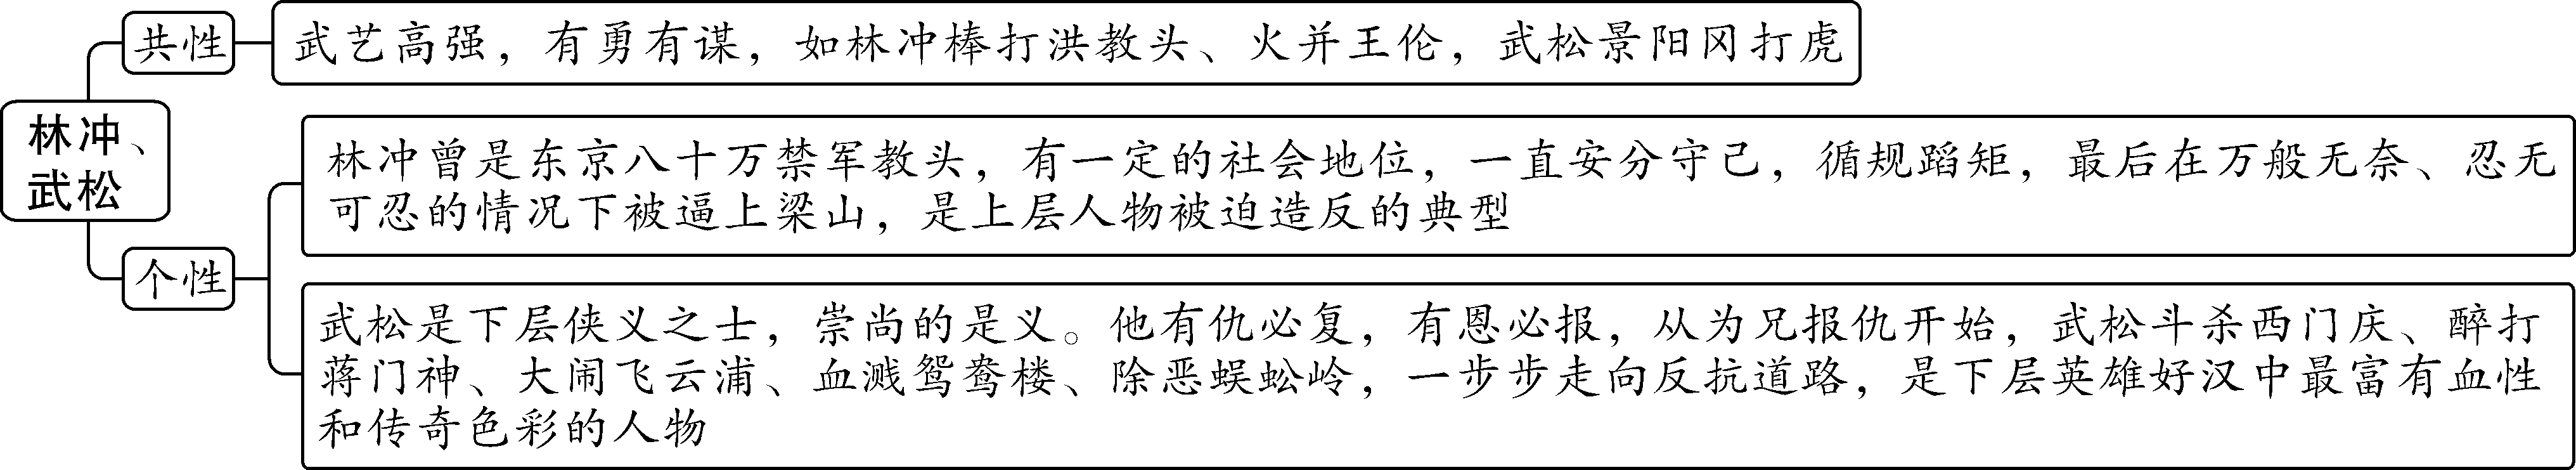 共性
武艺高强，有勇有谋，如林冲棒打洪教头、火并王伦，武松景阳冈打虎
林冲、
武松
林冲曾是东京八十万禁军教头，有一定的社会地位，一直安分守己，循规蹈矩，最后在万般无奈、忍无
可忍的情况下被逼上梁山，是上层人物被迫造反的典型
个性
武松是下层侠义之士，崇尚的是义。他有仇必复，有恩必报，从为兄报仇开始，武松斗杀西门庆、醉打
蒋门神、大闹飞云浦、血溅鸳鸯楼、除恶蜈蚣岭，一步步走向反抗道路，是下层英雄好汉中最富有血性
和传奇色彩的人物